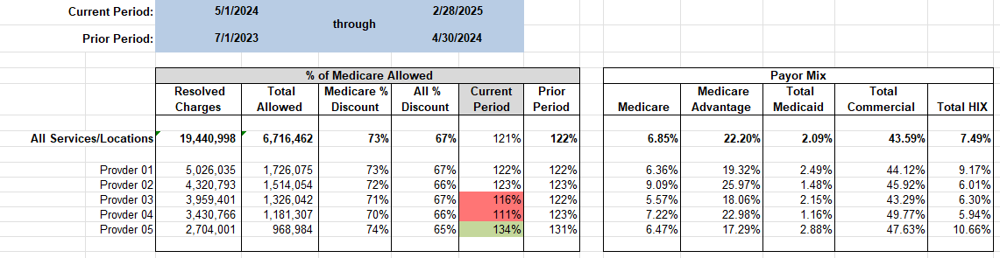 Current Period: 5/1/2024 through 2/28/2025
Prior Period: 7/1/2023 4/30/2024
% of Medicare Allowed Payor Mix
Resolved Charges Total Allowed Medicare % Discount All % Discount Current Period Prior Period Medicare Medicare Advantage Total Medicaid Total Commercial Total HIX
All Services/Locations 19,440,998 6,716,462 73% 67% 121% 122% 6.85% 22.20% 2.09% 43.59% 7.49%
Provder 01 5,026,035 1,726,075 73% 67% 122% 122% 6.36% 19.32% 2.49% 44.12% 9.17%
Provder 02 4,320,793 1,514,054 72% 66% 123% 123% 9.09% 25.97% 1.48% 45.92% 6.01%
Provder 03 3,959,401 1,326,042 71% 67% 116% 122% 5.57% 18.06% 2.15% 43.29% 6.30%
Provder 04 3,430,766 1,181,307 70% 66% 111% 123% 7.22% 22.98% 1.16% 49.77% 5.94%
Provder 05 2,704,001 968,984 74% 65% 134% 131% 6.47% 17.29% 2.88% 47.63% 10.66%